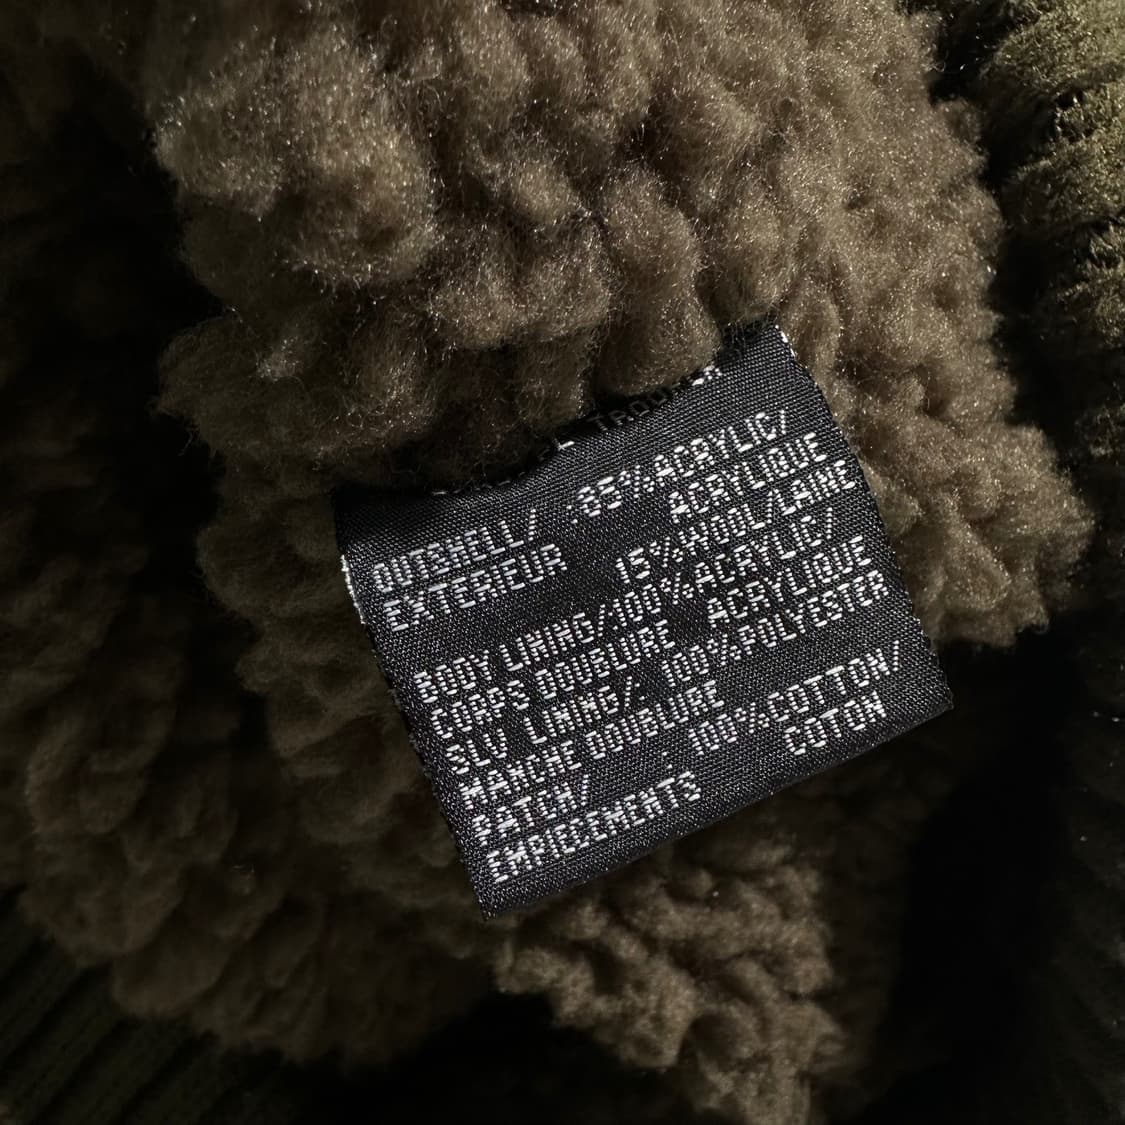 OUTSHELL/ :85%ACRYLIC/
EXTERIEUR ACRYLIQUE
15%WOOL/LAINE
BODY LINING/:100%ACRYLIC/
CORPS DOUBLURE ACRYLIQUE
SLV LINING/: 100%POLYESTER
MANCHE DOUBLURE
PATCH/ : 100%COTTON/
EMPIECEMENTS COTON